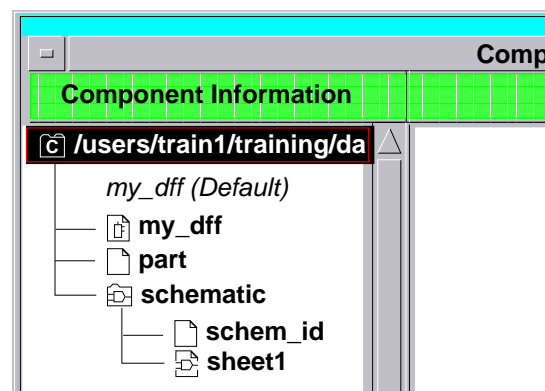 Comp
Component Information
C /users/train1/training/da
my_dff (Default)
my_dff
part
schematic
schem_id
sheet1